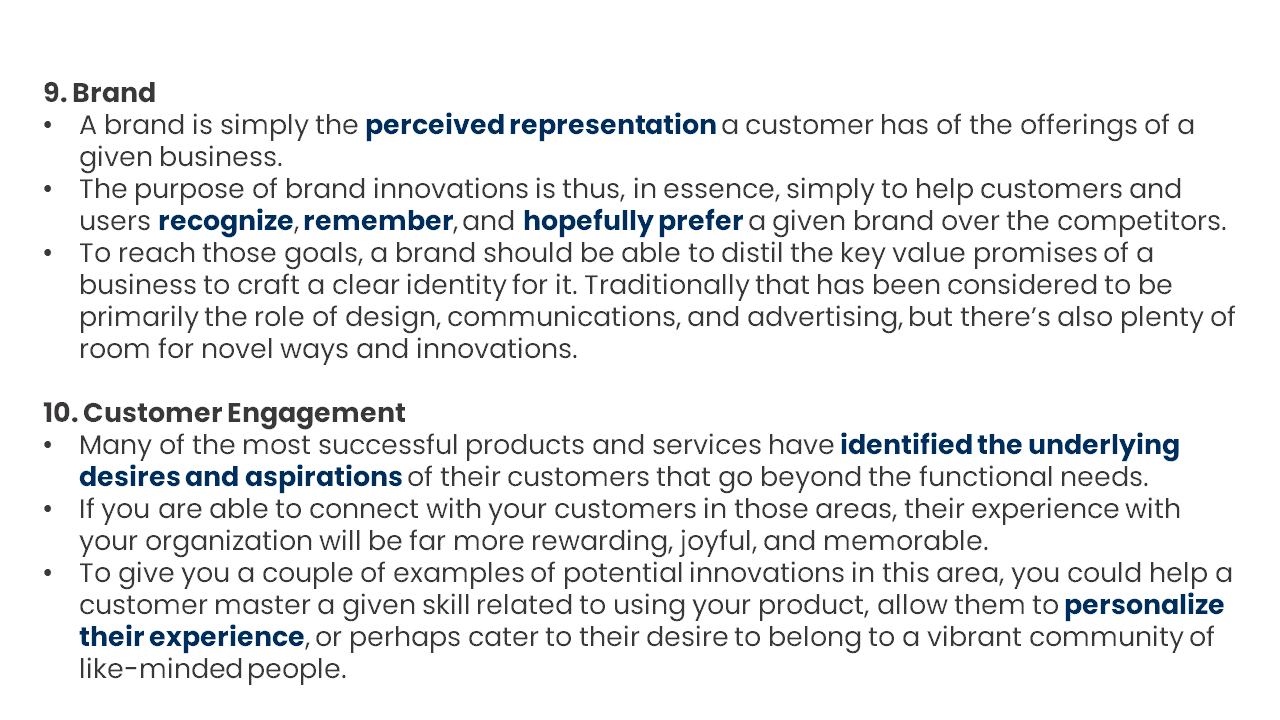 9. Brand
• A brand is simply the perceived representation a customer has of the offerings of a
given business.
• The purpose of brand innovations is thus, in essence, simply to help customers and
users recognize, remember, and hopefully prefer a given brand over the competitors.
• To reach those goals, a brand should be able to distil the key value promises of a
business to craft a clear identity for it. Traditionally that has been considered to be
primarily the role of design, communications, and advertising, but there's also plenty of
room for novel ways and innovations.
10. Customer Engagement
• Many of the most successful products and services have identified the underlying
desires and aspirations of their customers that go beyond the functional needs.
• If you are able to connect with your customers in those areas, their experience with
your organization will be far more rewarding, joyful, and memorable.
• To give you a couple of examples of potential innovations in this area, you could help a
customer master a given skill related to using your product, allow them to personalize
their experience, or perhaps cater to their desire to belong to a vibrant community of
like-minded people.